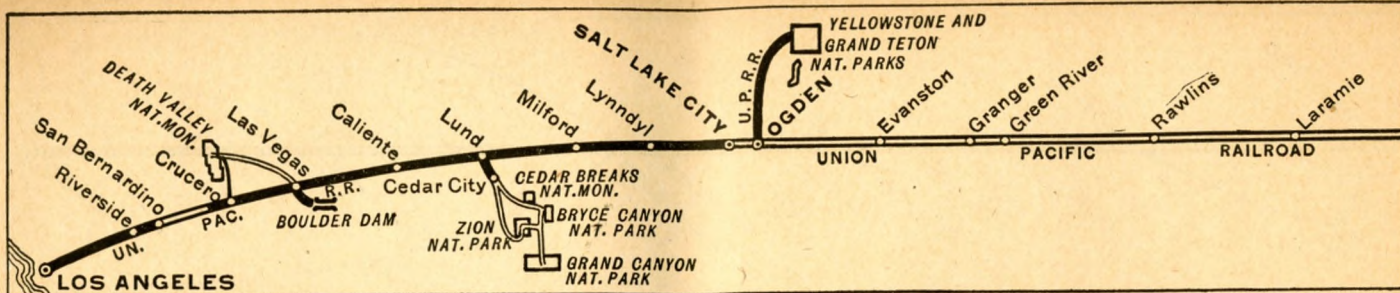 YELLOWSTONE AND
GRAND TETON
NAT. PARKS
U.P. R.R.
SALT LAKE CITY
OGDEN
DEATH VALLEY
NAT. MON.
Las Vegas
Caliente
Lund
Milford
Lynndyl
Evanston
Granger
Green River
Rawlins
Laramie
San Bernardino
Riverside
Crucero
UN.
PAC.
R.R.
BOULDER DAM
Cedar City
CEDAR BREAKS
NAT. MON.
BRYCE CANYON
NAT. PARK
ZION
NAT. PARK
GRAND CANYON
NAT. PARK
UNION
PACIFIC
RAILROAD
LOS ANGELES